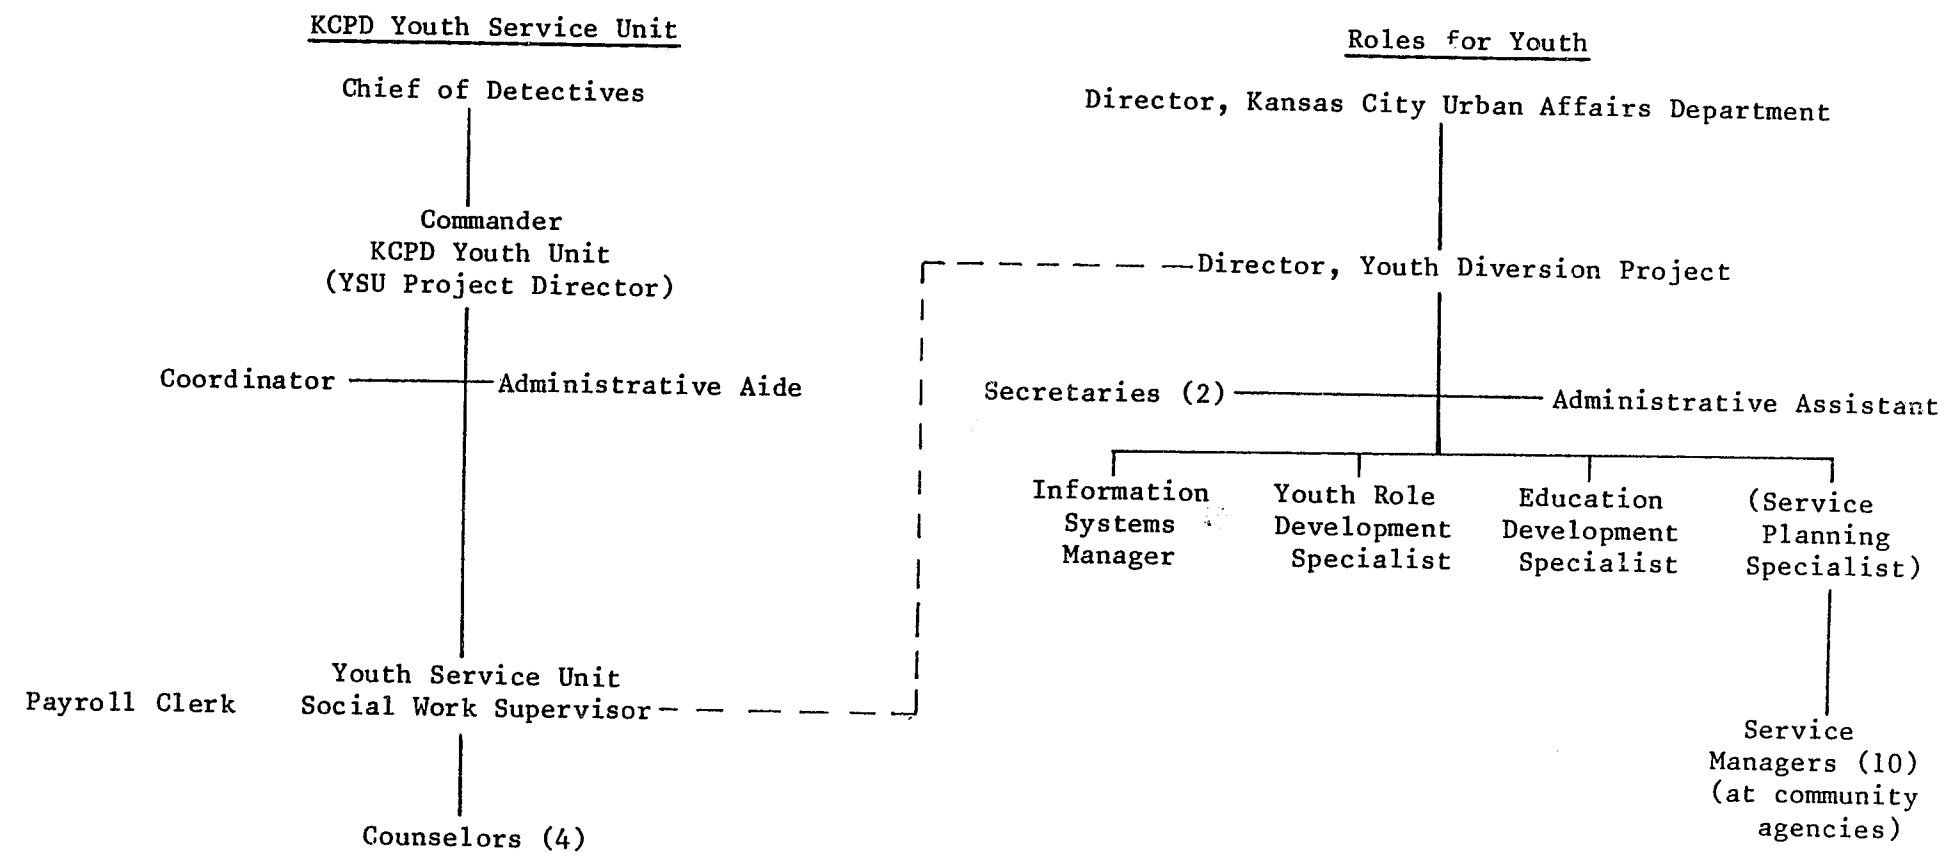 KCPD Youth Service Unit
Chief of Detectives
Commander
KCPD Youth Unit
(YSU Project Director)
Coordinator
Administrative Aide
Youth Service Unit
Payroll Clerk
Social Work Supervisor
Counselors (4)
Roles for Youth
Director, Kansas City Urban Affairs Department
Director, Youth Diversion Project
Secretaries (2)
Administrative Assistant
Information
Systems
Manager
Youth Role
Development
Specialist
Education
Development
Specialist
(Service
Planning
Specialist)
Service
Managers (10)
(at community
agencies)